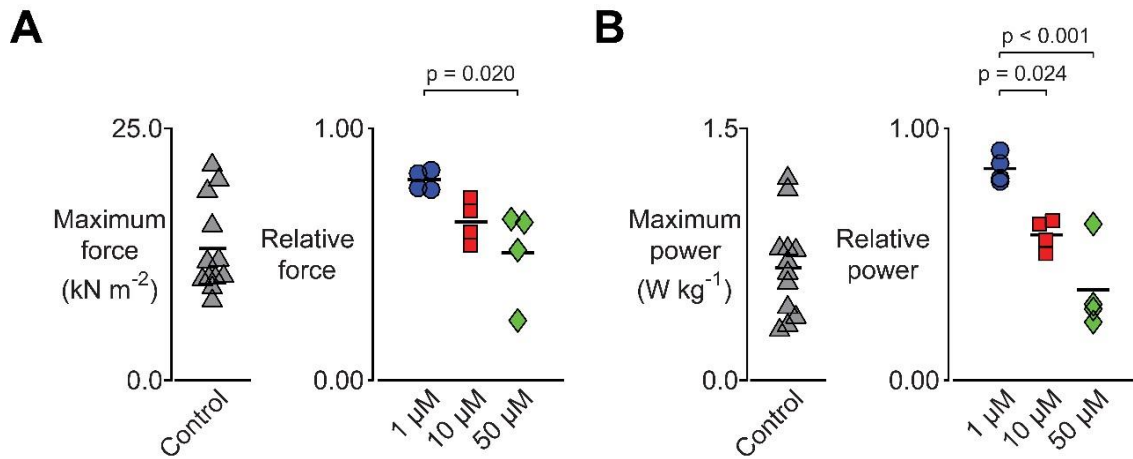 A
p = 0.020
25.0
Maximum
force
(kN m⁻²)
0.0
Control
1.00
Relative
force
0.00
1 µM
10 µM
50 µM
B
p < 0.001
p = 0.024
1.5
Maximum
power
(W kg⁻¹)
0.0
Control
1.00
Relative
power
0.00
1 µM
10 µM
50 µM